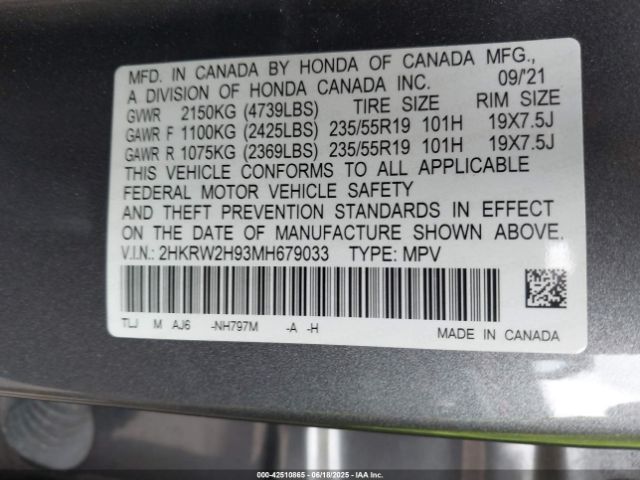 MFD. IN CANADA BY HONDA OF CANADA MFG.,
A DIVISION OF HONDA CANADA INC. 09/'21
GVWR 2150KG (4739LBS) TIRE SIZE RIM SIZE
GAWR F 1100KG (2425LBS) 235/55R19 101H 19X7.5J
GAWR R 1075KG (2369LBS) 235/55R19 101H 19X7.5J
THIS VEHICLE CONFORMS TO ALL APPLICABLE
FEDERAL MOTOR VEHICLE SAFETY
AND THEFT PREVENTION STANDARDS IN EFFECT
ON THE DATE OF MANUFACTURE SHOWN ABOVE.
V.I.N.: 2HKRW2H93MH679033 TYPE: MPV
TLJ M AJ6 -NH797M -A -H
MADE IN CANADA
000-42510865 06/18/2025 IAAI.COM